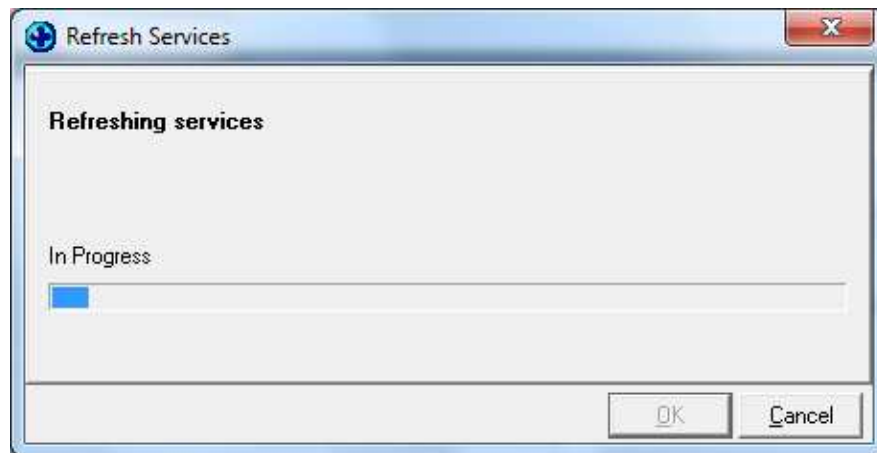 Refresh Services
Refreshing services
In Progress
OK
Cancel